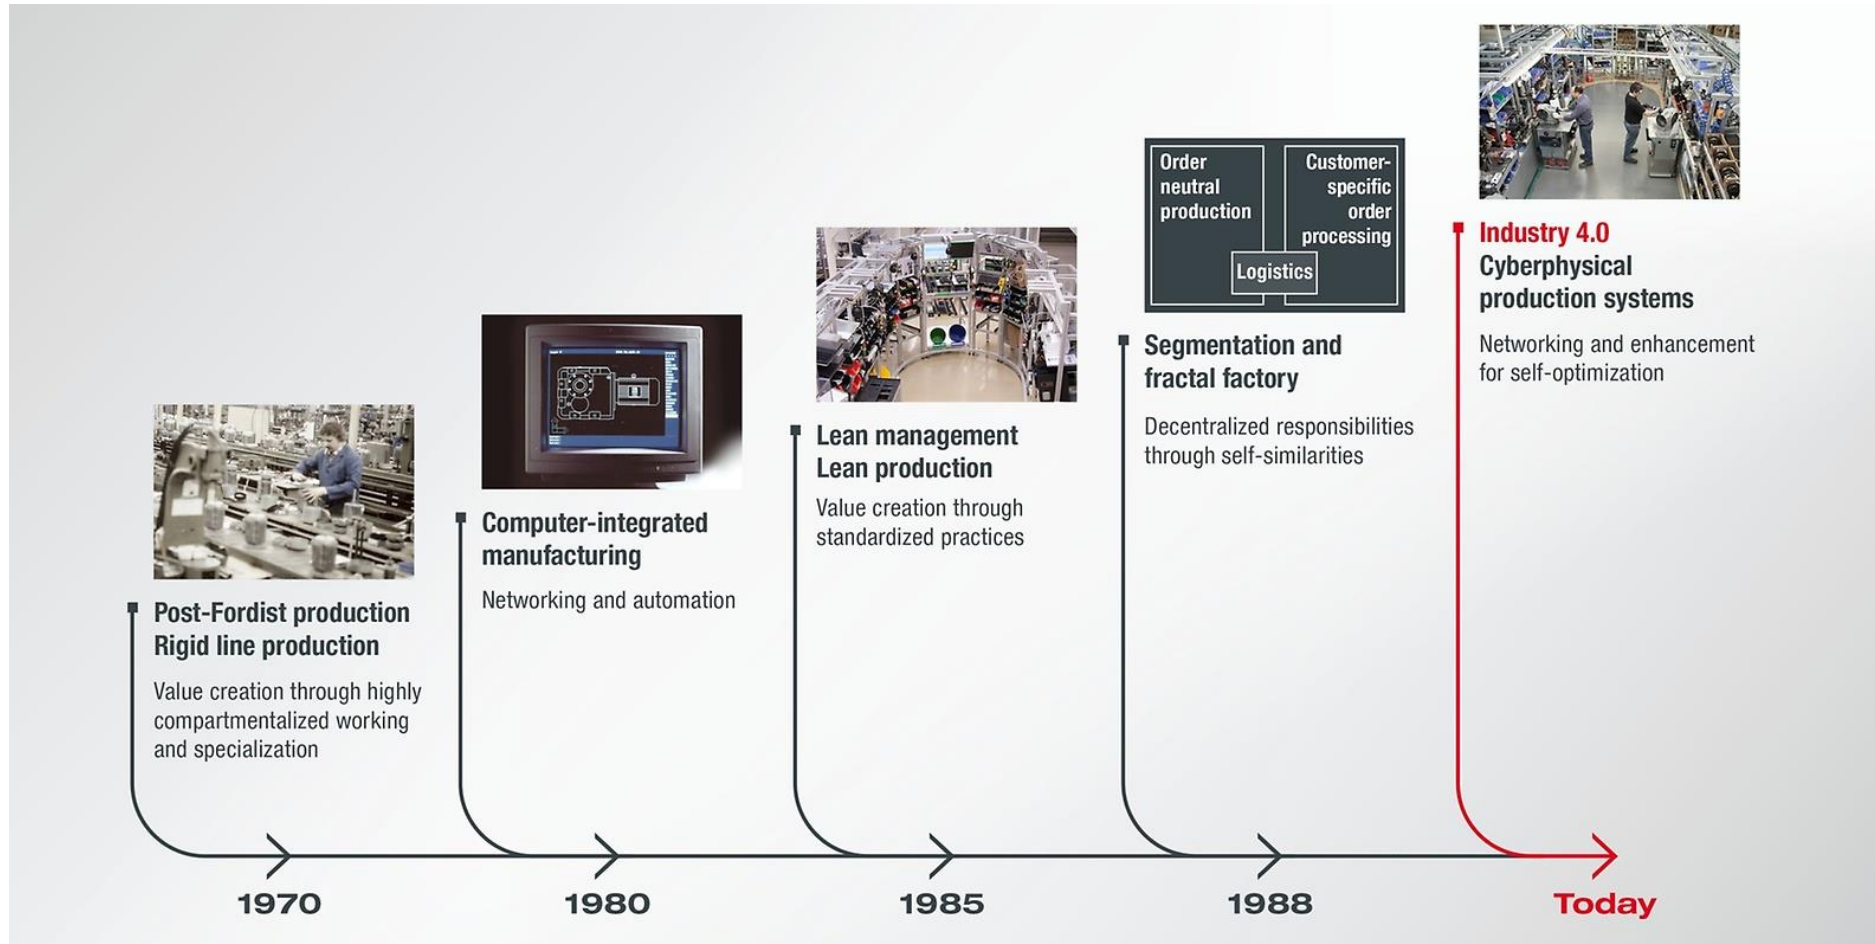 Post-Fordist production
Rigid line production
Value creation through highly
compartmentalized working
and specialization
1970
Computer-integrated
manufacturing
Networking and automation
1980
Lean management
Lean production
Value creation through
standardized practices
1985
Order
neutral
production
Customer-
specific
order
processing
Logistics
Segmentation and
fractal factory
Decentralized responsibilities
through self-similarities
1988
Industry 4.0
Cyberphysical
production systems
Networking and enhancement
for self-optimization
Today